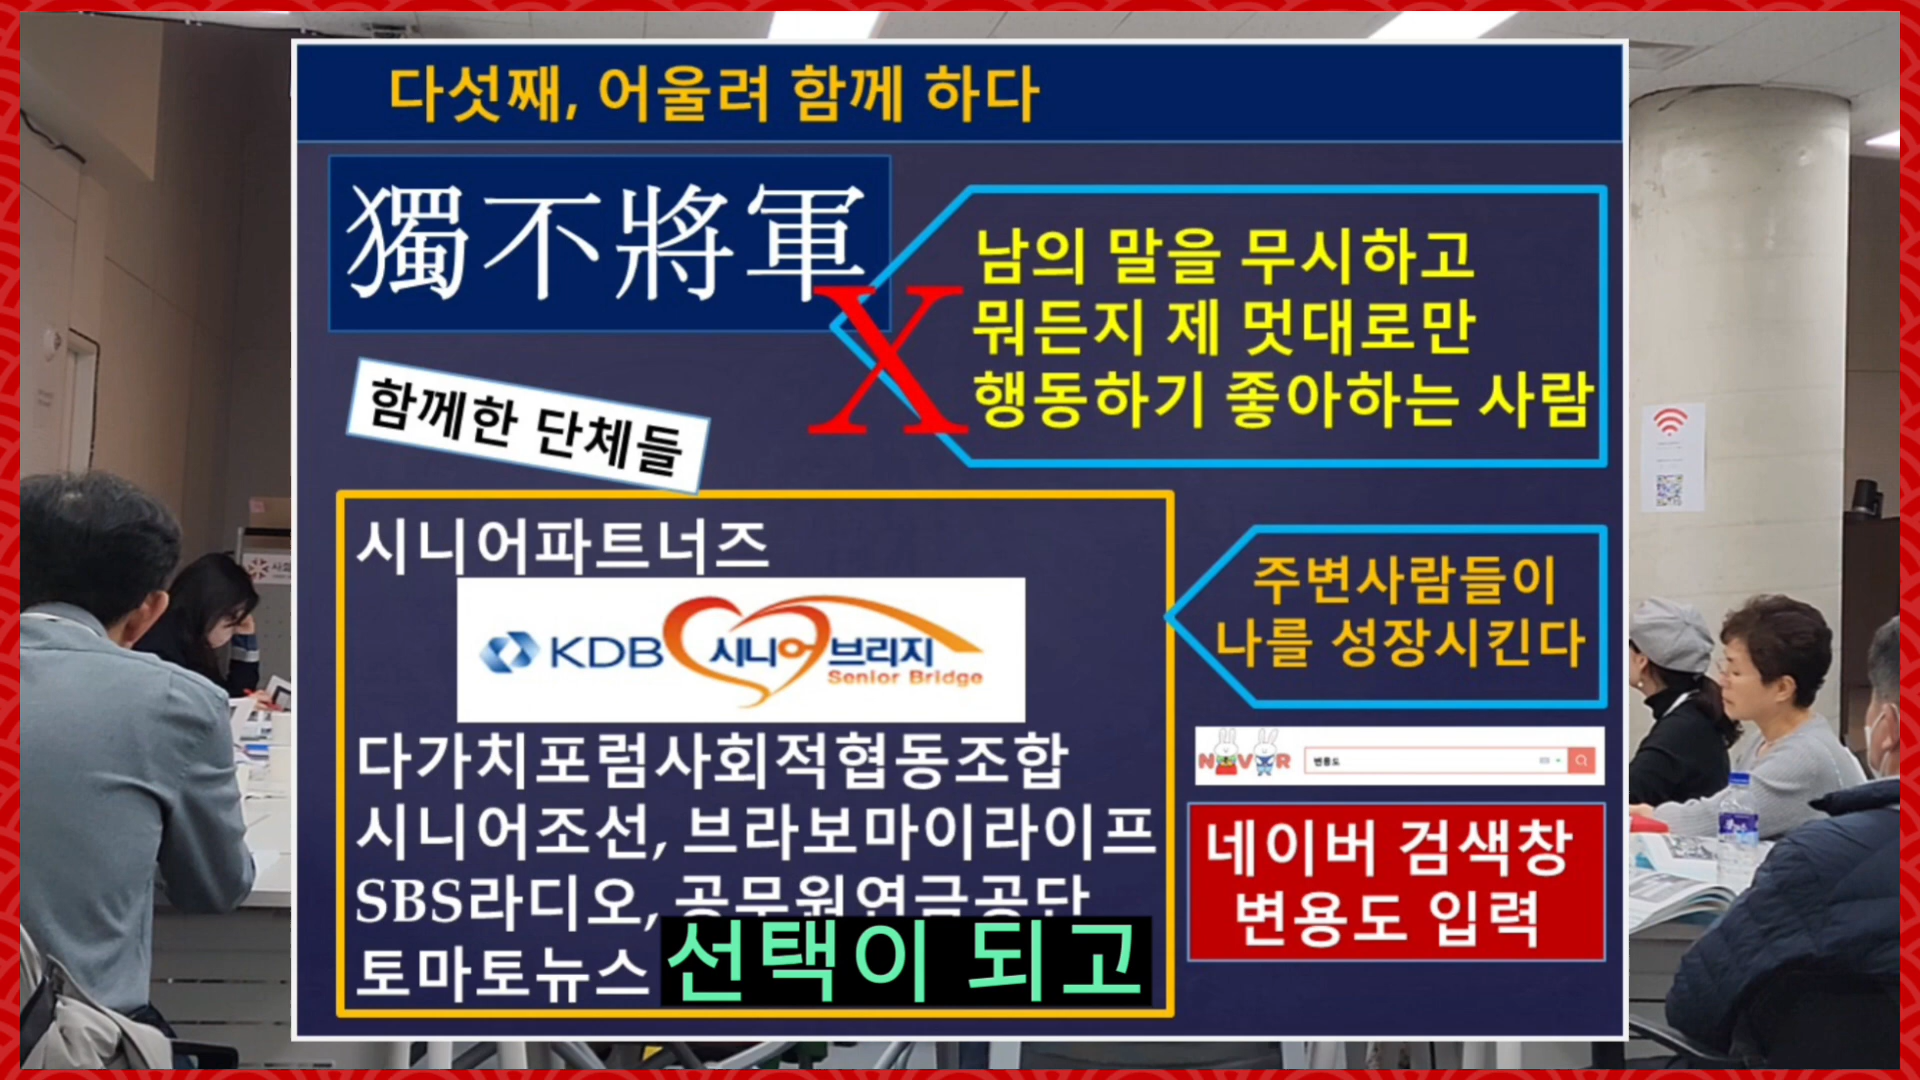 다섯째, 어울려 함께 하다
獨不將軍
X
남의 말을 무시하고
뭐든지 제 멋대로만
행동하기 좋아하는 사람
함께한 단체들
시니어파트너즈
KDB 시니어브리지
Senior Bridge
다가치포럼사회적협동조합
시니어조선, 브라보마이라이프
SBS라디오, 공무원연금공단
토마토뉴스
선택이 되고
주변사람들이
나를 성장시킨다
변용도
네이버 검색창
변용도 입력